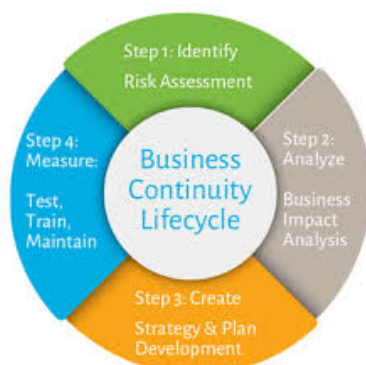 Step 1: Identify
Risk Assessment
Step 2:
Analyze
Business
Impact
Analysis
Step 3: Create
Strategy & Plan
Development
Step 4:
Measure:
Test,
Train,
Maintain
Business
Continuity
Lifecycle